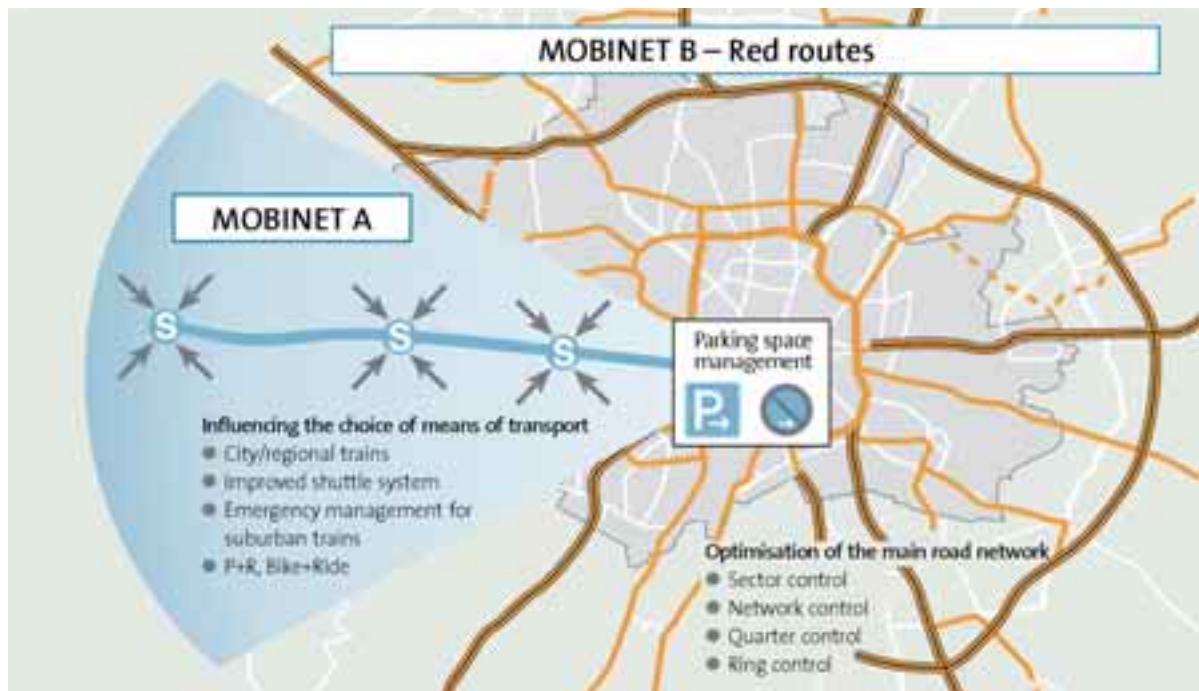 MOBINET B – Red routes
MOBINET A
S
S
S
Parking space
management
P
Influencing the choice of means of transport
City/regional trains
Improved shuttle system
Emergency management for
suburban trains
P+R, Bike+Ride
Optimisation of the main road network
Sector control
Network control
Quarter control
Ring control